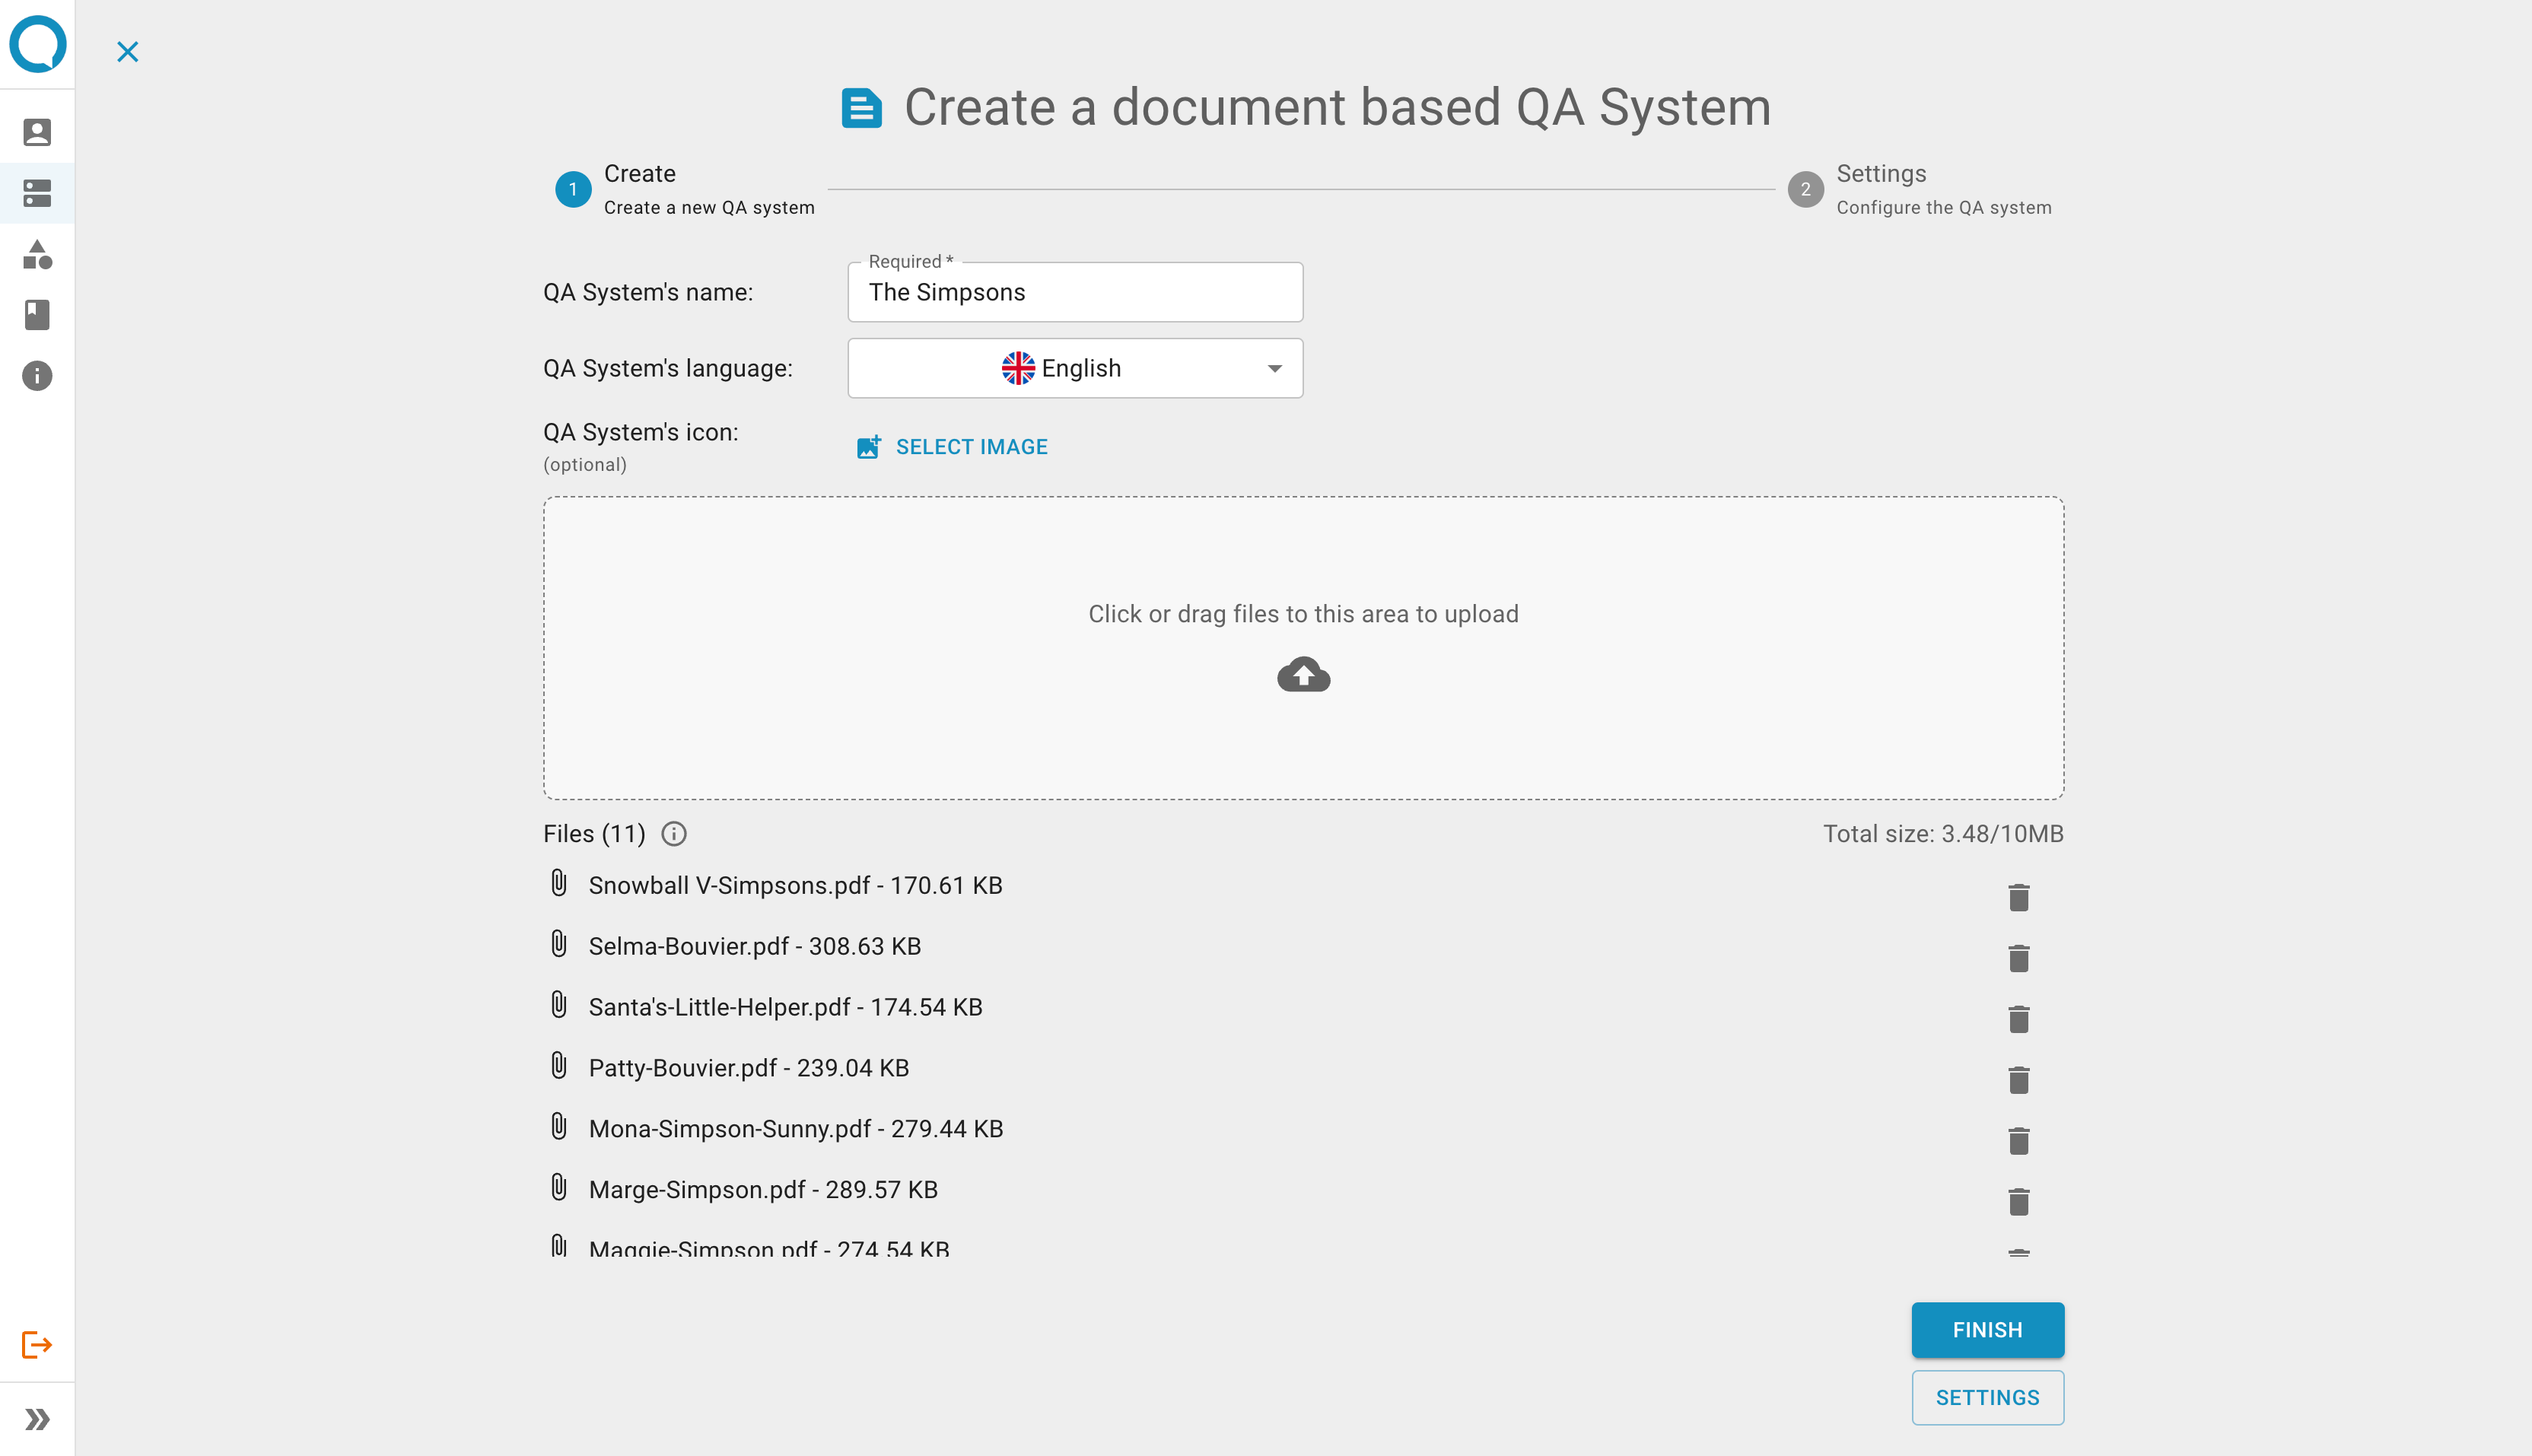 Create a document based QA System
1
Create
Create a new QA system
2
Settings
Configure the QA system
Required *
QA System's name:
The Simpsons
QA System's language:
English
QA System's icon:
(optional)
SELECT IMAGE
Click or drag files to this area to upload
Files (11)
Total size: 3.48/10MB
Snowball V-Simpsons.pdf - 170.61 KB
Selma-Bouvier.pdf - 308.63 KB
Santa's-Little-Helper.pdf - 174.54 KB
Patty-Bouvier.pdf - 239.04 KB
Mona-Simpson-Sunny.pdf - 279.44 KB
Marge-Simpson.pdf - 289.57 KB
Maggie-Simpson.pdf - 274.54 KB
FINISH
SETTINGS